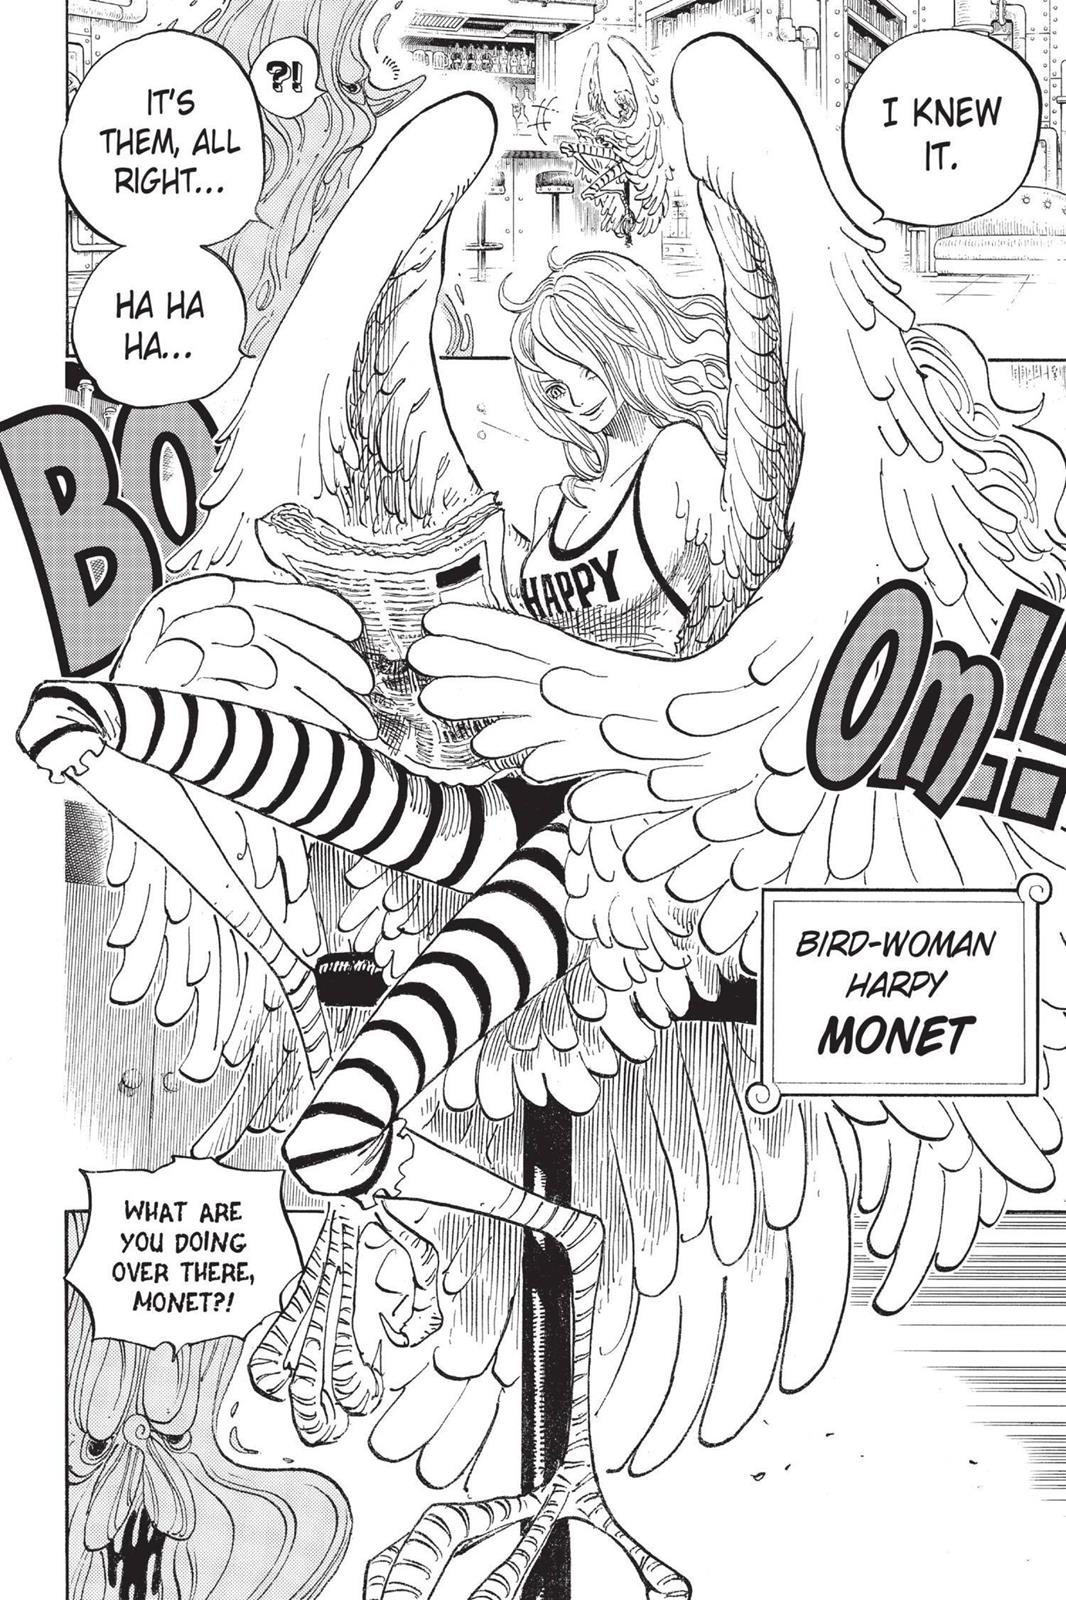 I KNEW
IT.
?!
IT'S
THEM, ALL
RIGHT...
HA HA
HA...
HAPPY
BO
OM!!
BIRD-WOMAN
HARPY
MONET
WHAT ARE
YOU DOING
OVER THERE,
MONET?!